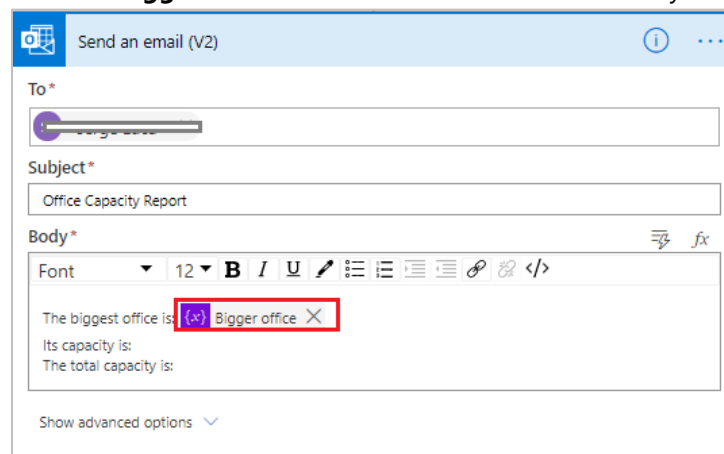 Send an email (V2)
To*
Subject*
Office Capacity Report
Body*
fx
Font 12 B I U </>
The biggest office is: {x} Bigger office
Its capacity is:
The total capacity is:
Show advanced options